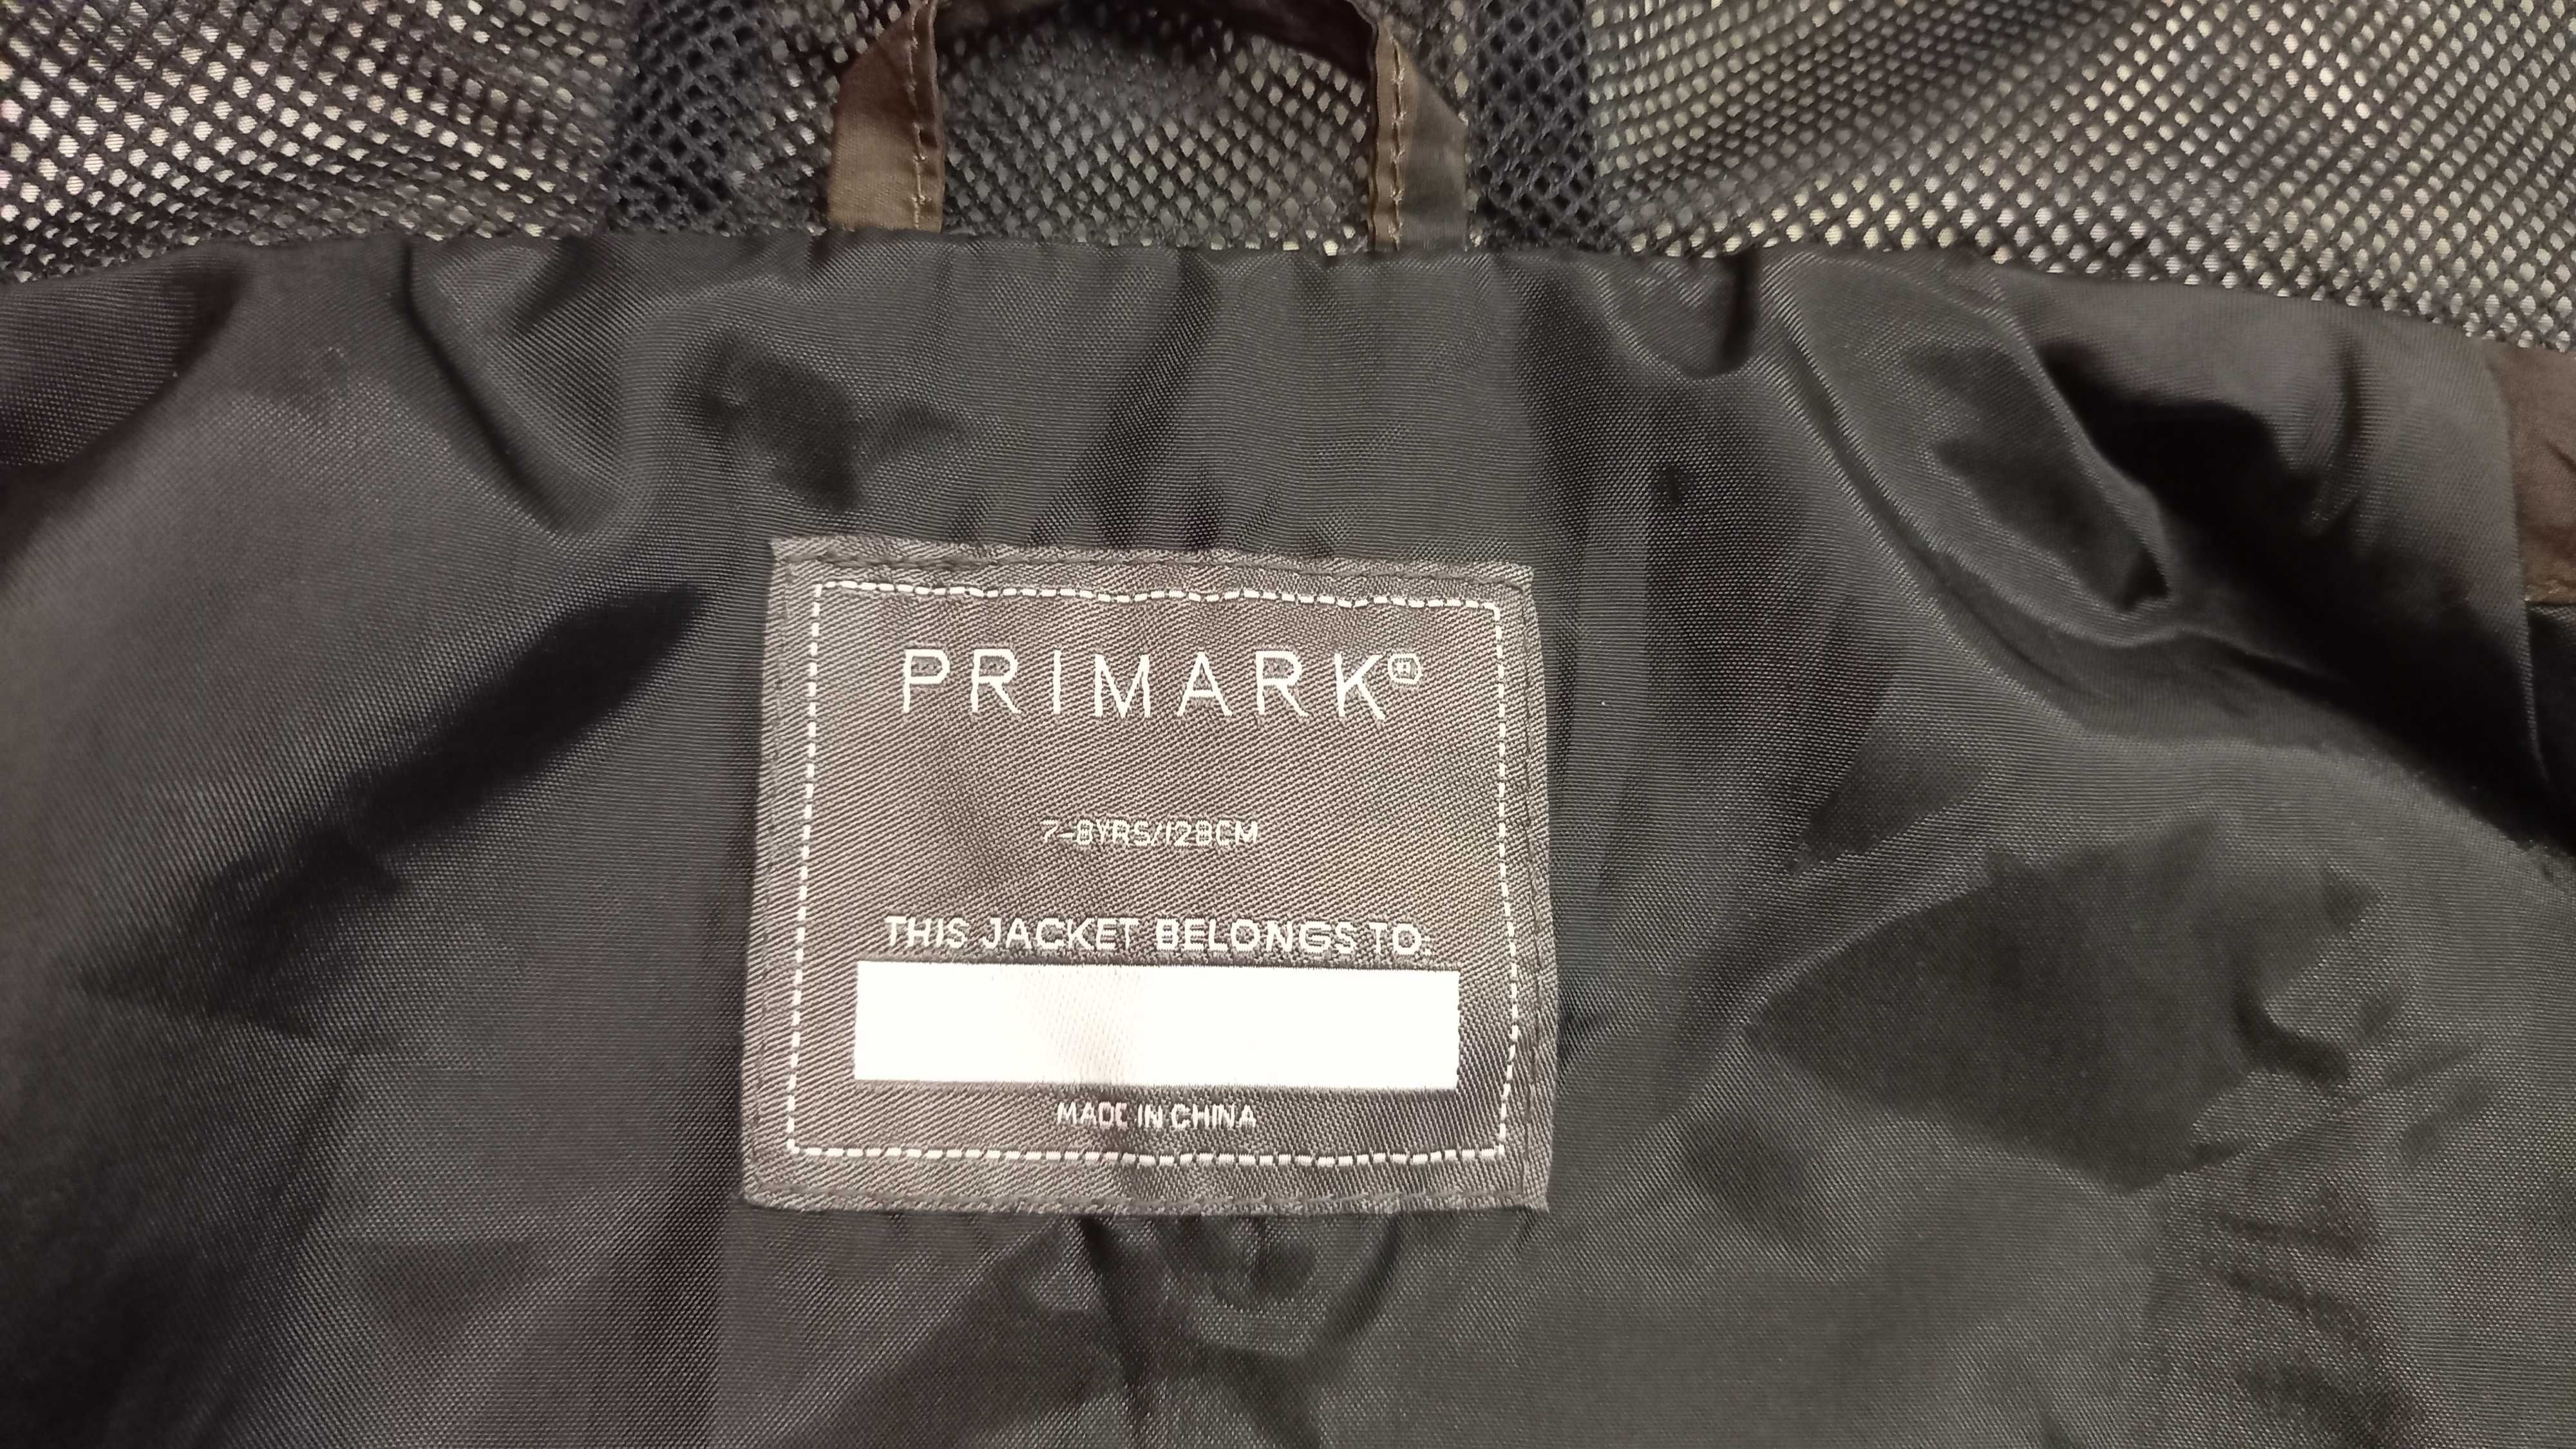 PRIMARK®
7-8YRS/128CM
THIS JACKET BELONGS TO:
MADE IN CHINA